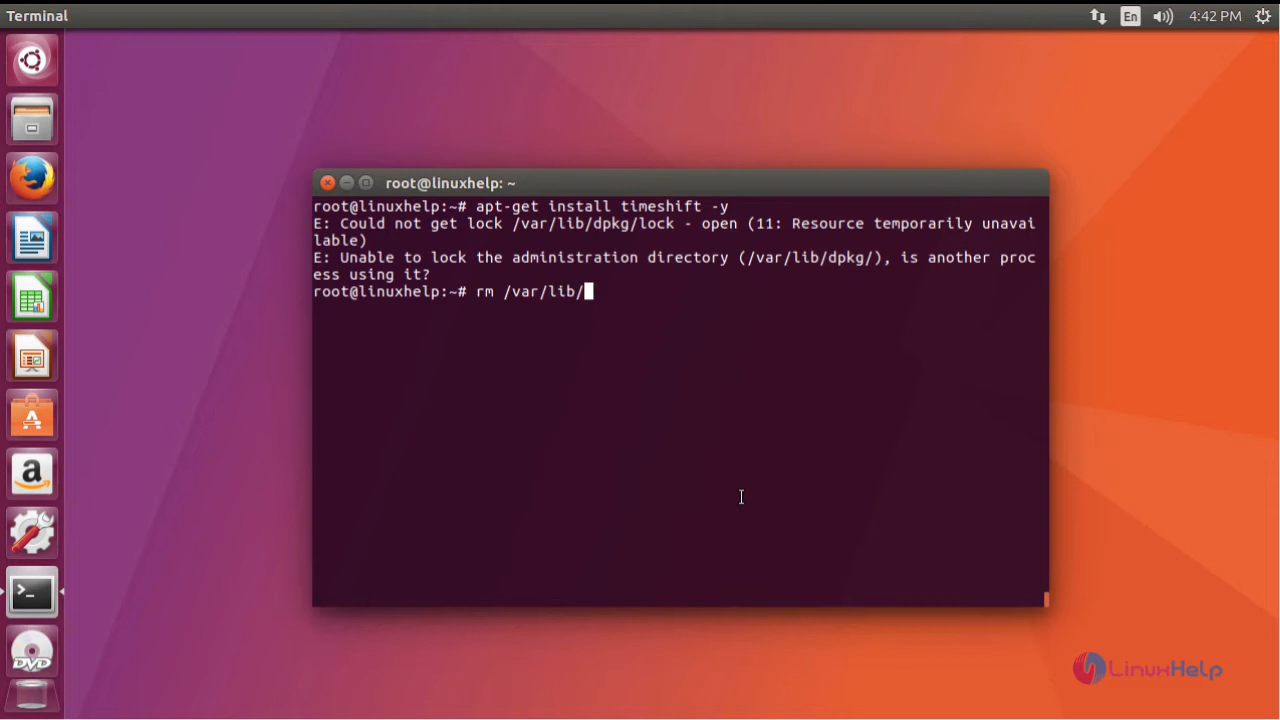 Terminal
En
4:42 PM
root@linuxhelp: ~
root@linuxhelp:~# apt-get install timeshift -y
E: Could not get lock /var/lib/dpkg/lock - open (11: Resource temporarily unavai
lable)
E: Unable to lock the administration directory (/var/lib/dpkg/), is another proc
ess using it?
root@linuxhelp:~# rm /var/lib/
a
>_
DVD
LinuxHelp